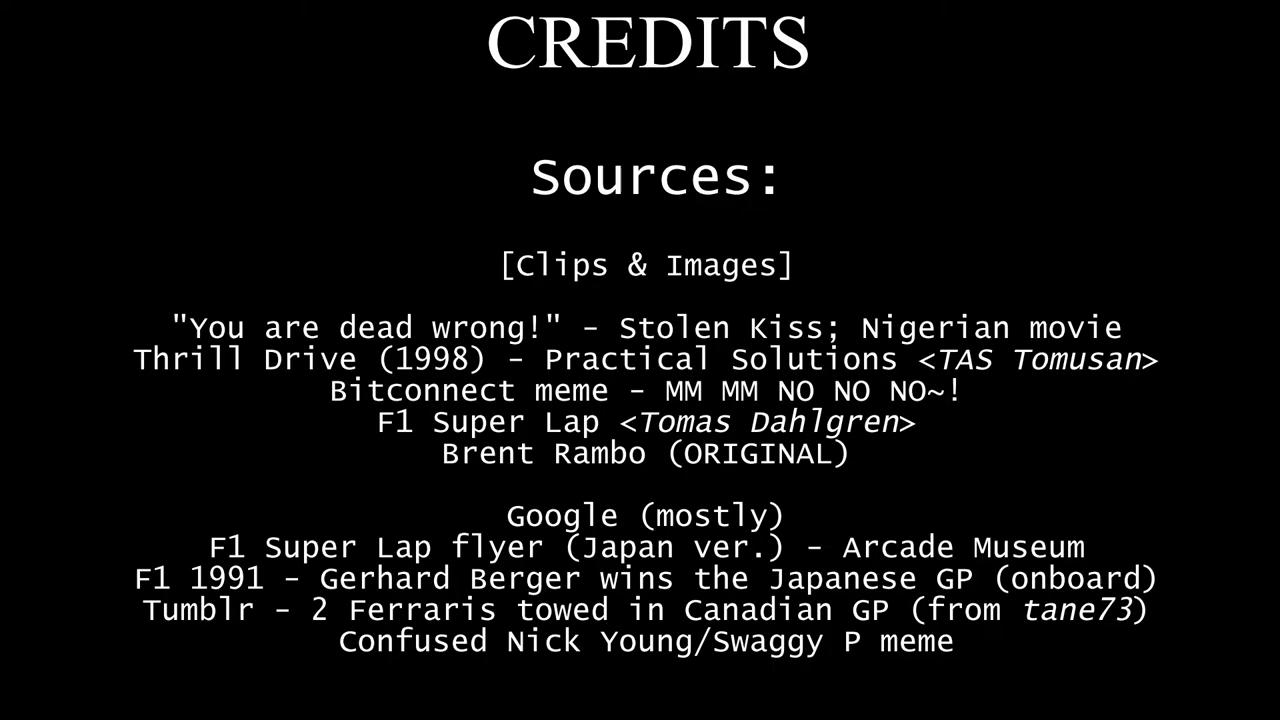 CREDITS
Sources:
[Clips & Images]
"You are dead wrong!" - Stolen Kiss; Nigerian movie
Thrill Drive (1998) - Practical Solutions <TAS Tomusan>
Bitconnect meme - MM MM NO NO NO~!
F1 Super Lap <Tomas Dahlgren>
Brent Rambo (ORIGINAL)
Google (mostly)
F1 Super Lap flyer (Japan ver.) - Arcade Museum
F1 1991 - Gerhard Berger wins the Japanese GP (onboard)
Tumblr - 2 Ferraris towed in Canadian GP (from tane73)
Confused Nick Young/Swaggy P meme